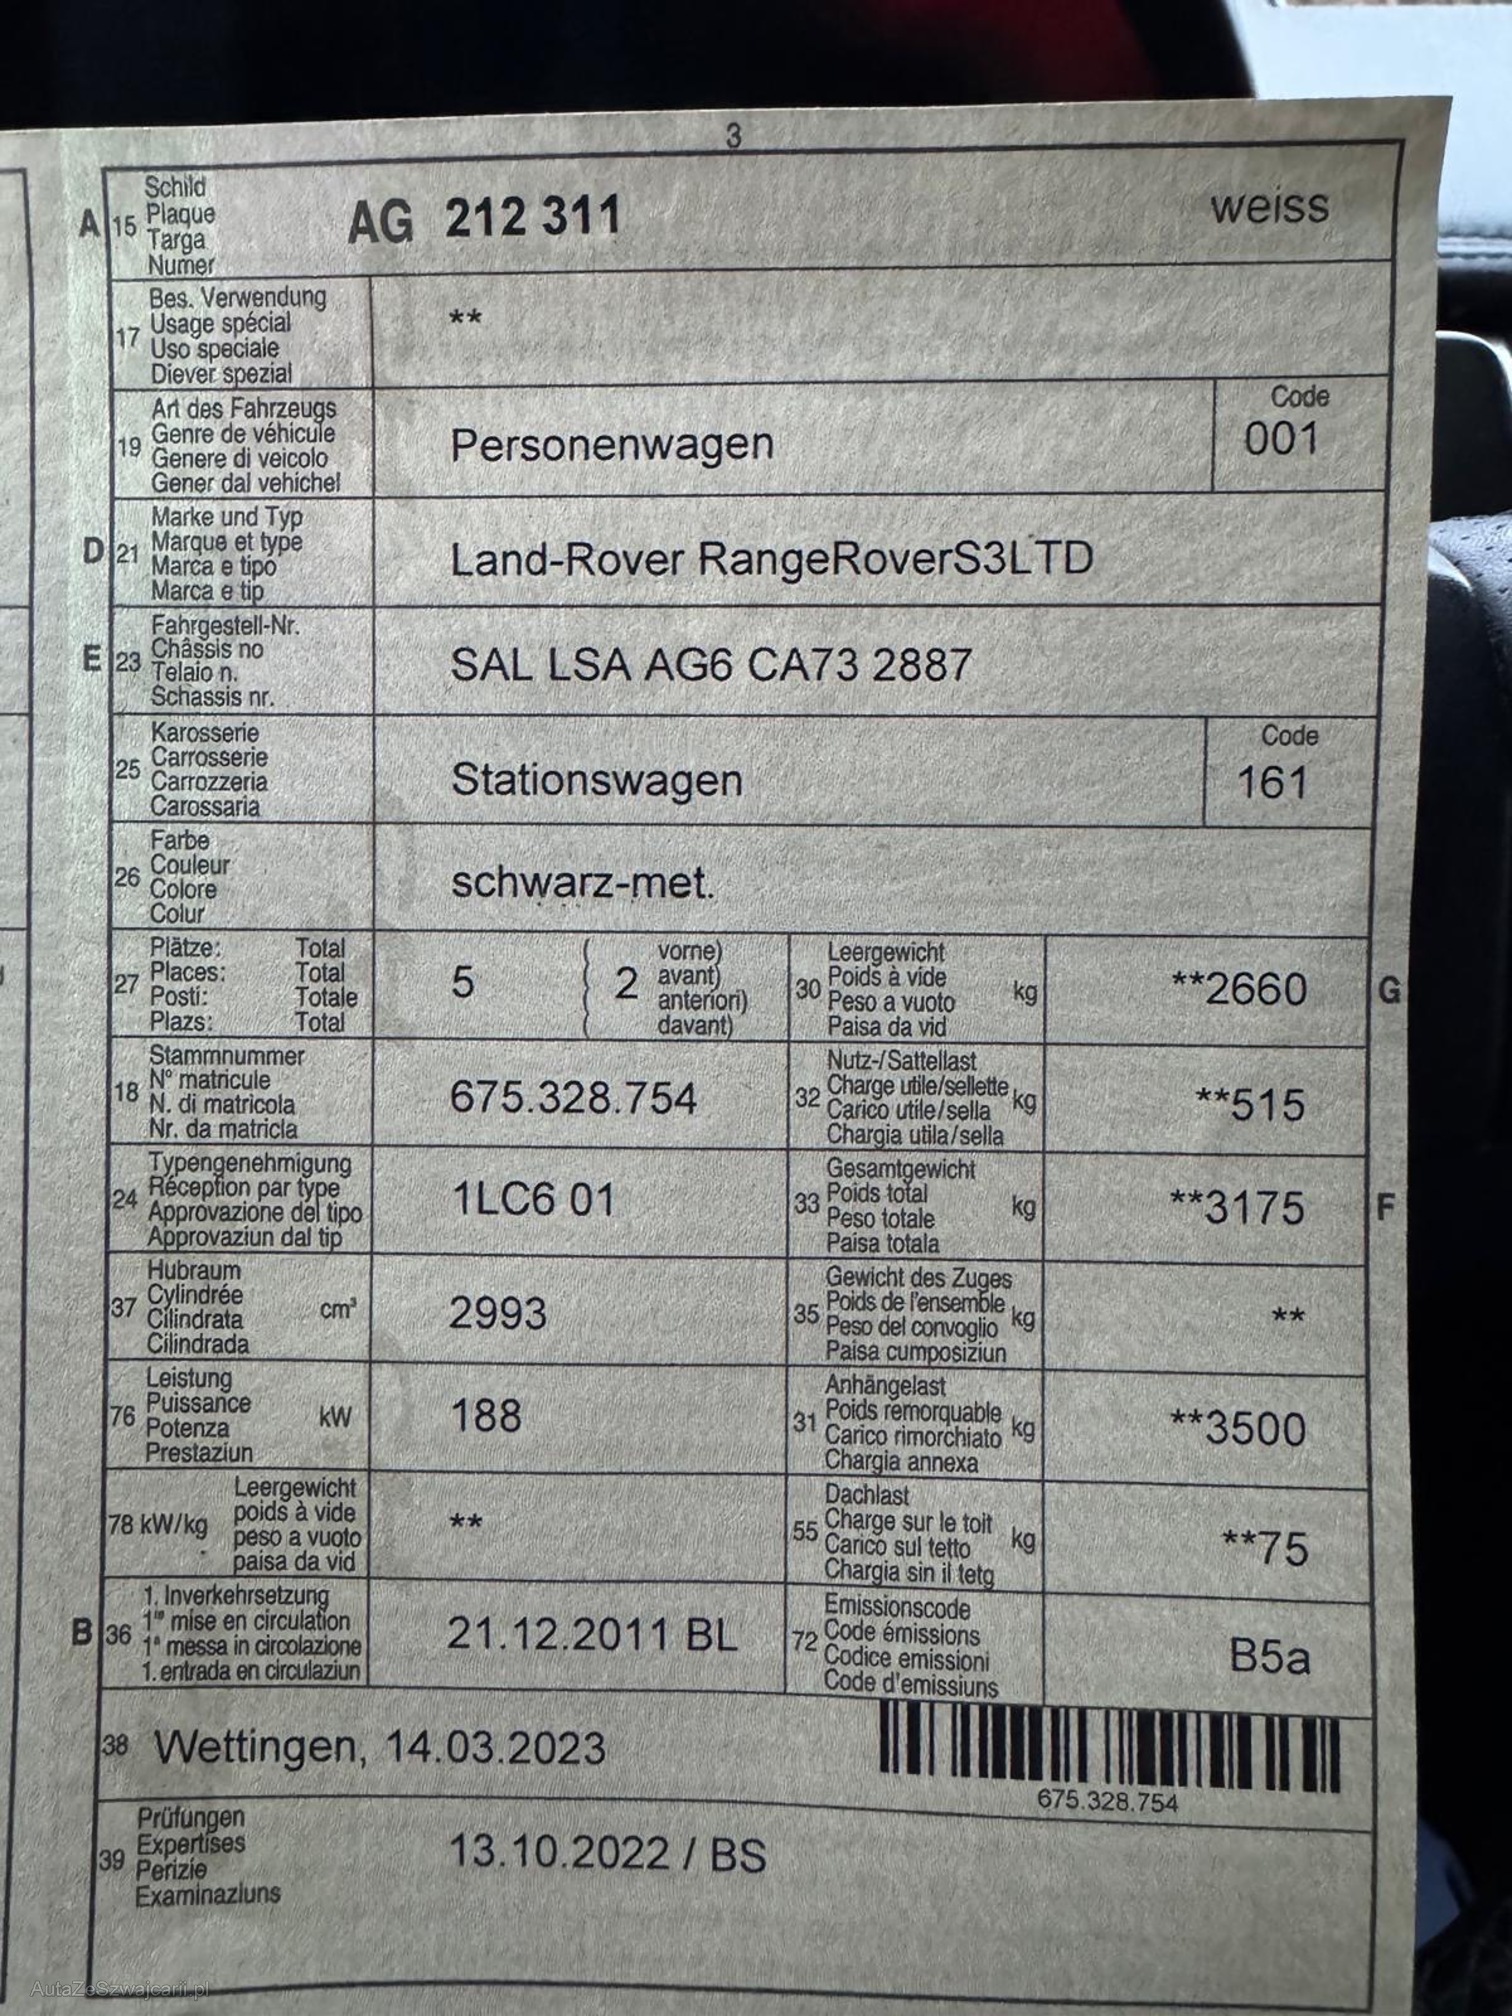 3
A 15 Schild
Plaque
Targa
Numer
AG 212 311 weiss
17 Bes. Verwendung
Usage spécial
Uso speciale
Diever spezial
**
19 Art des Fahrzeugs
Genre de véhicule
Genere di veicolo
Gener dal vehichel
Personenwagen
Code
001
D 21 Marke und Typ
Marque et type
Marca e tipo
Marca e tip
Land-Rover RangeRoverS3LTD
E 23 Fahrgestell-Nr.
Châssis no
Telaio n.
Schassis nr.
SAL LSA AG6 CA73 2887
25 Karosserie
Carrosserie
Carrozzeria
Carossaria
Stationswagen
Code
161
26 Farbe
Couleur
Colore
Colur
schwarz-met.
27 Plätze: Total
Places: Total
Posti: Totale
Plazs: Total
5
( vorne)
( 2 avant)
( anteriori)
( davant)
30 Leergewicht
Poids à vide
Peso a vuoto
Paisa da vid
kg
**2660 G
18 Stammnummer
N° matricule
N. di matricola
Nr. da matricla
675.328.754
32 Nutz-/Sattellast
Charge utile/sellette
Carico utile/sella
Chargia utila/sella
kg
**515
24 Typengenehmigung
Réception par type
Approvazione del tipo
Approvaziun dal tip
1LC6 01
33 Gesamtgewicht
Poids total
Peso totale
Paisa totala
kg
**3175 F
37 Hubraum
Cylindrée
Cilindrata
Cilindrada
cm³
2993
35 Gewicht des Zuges
Poids de l'ensemble
Peso del convoglio
Paisa cumposiziun
kg
**
76 Leistung
Puissance
Potenza
Prestaziun
kW
188
31 Anhängelast
Poids remorquable
Carico rimorchiato
Chargia annexa
kg
**3500
78 kW/kg Leergewicht
poids à vide
peso a vuoto
paisa da vid
**
55 Dachlast
Charge sur le toit
Carico sul tetto
Chargia sin il tetg
kg
**75
B 36 1. Inverkehrsetzung
1re mise en circulation
1a messa in circolazione
1. entrada en circulaziun
21.12.2011 BL
72 Emissionscode
Code émissions
Codice emissioni
Code d'emissiuns
B5a
38 Wettingen, 14.03.2023
675.328.754
39 Prüfungen
Expertises
Perizie
Examinaziuns
13.10.2022 / BS
AutaZeSzwajcarii.pl